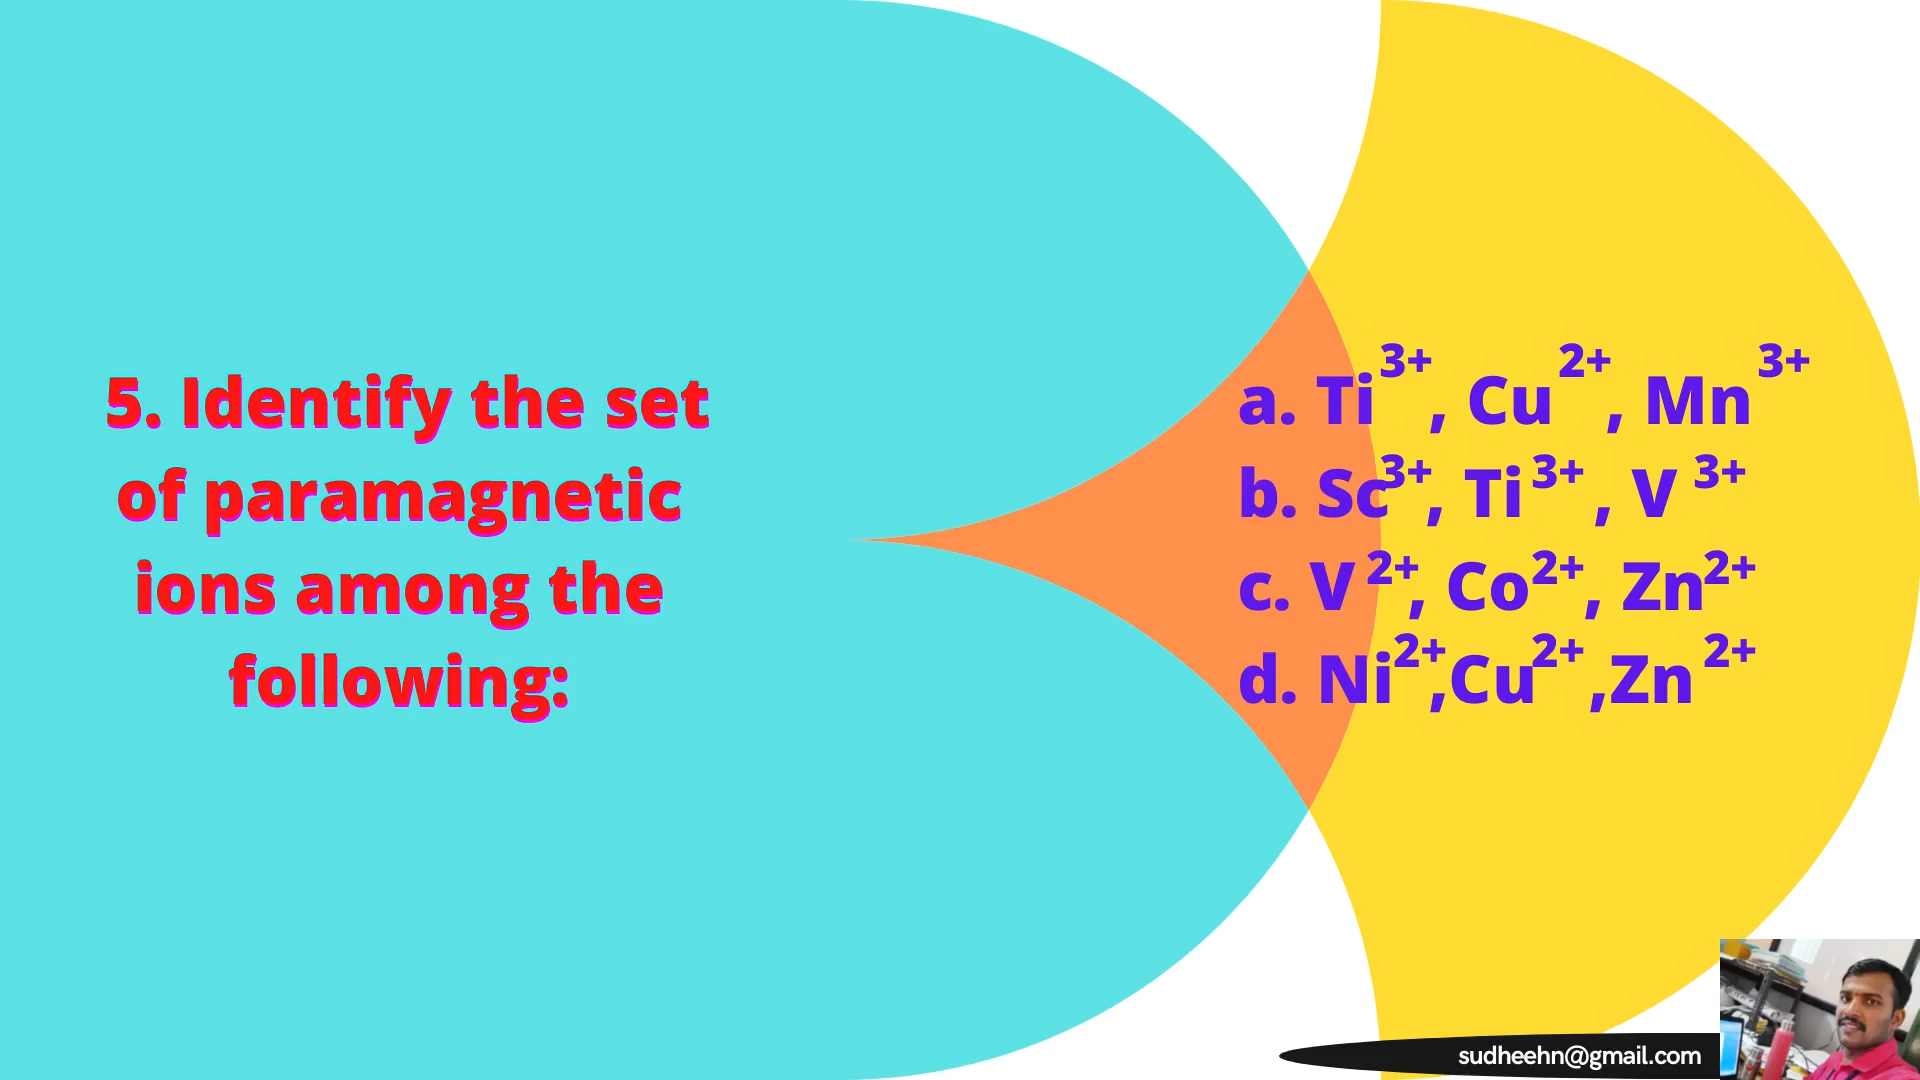 5. Identify the set
of paramagnetic
ions among the
following:
a. Ti³⁺, Cu²⁺, Mn³⁺
b. Sc³⁺, Ti³⁺, V³⁺
c. V²⁺, Co²⁺, Zn²⁺
d. Ni²⁺,Cu²⁺,Zn²⁺
sudheehn@gmail.com